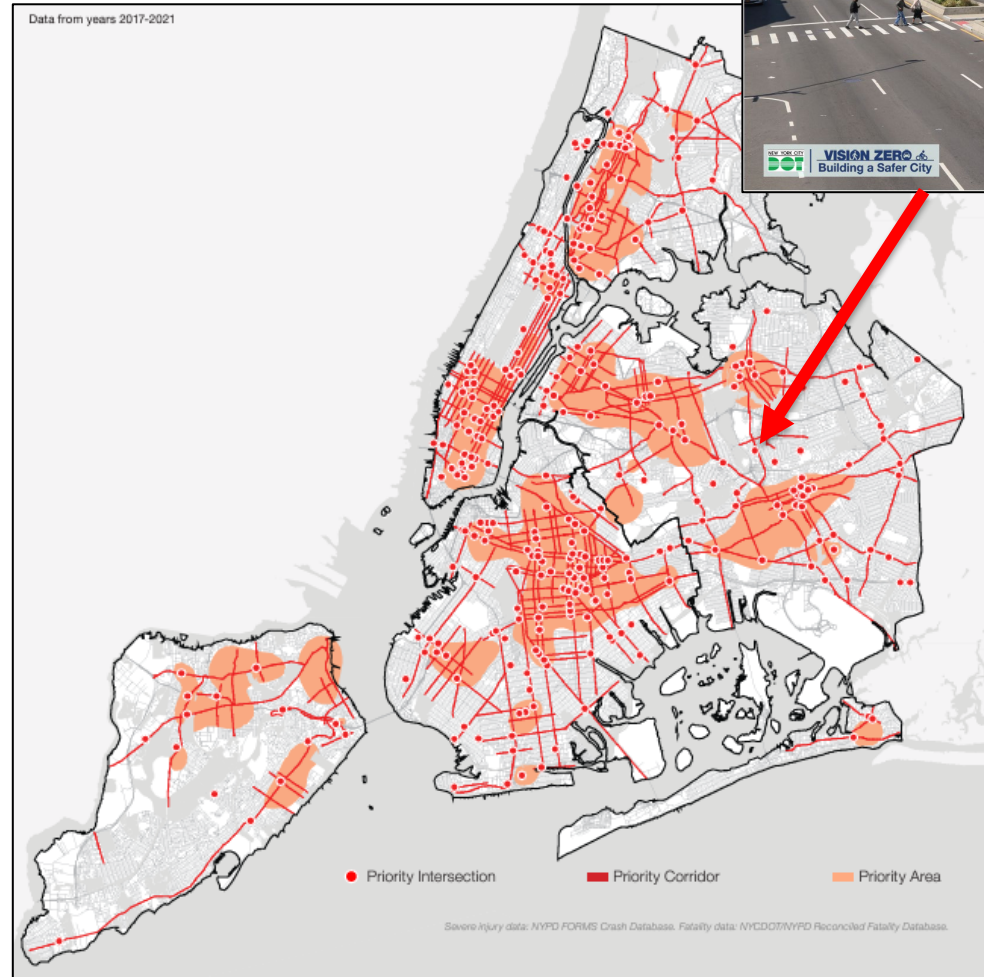 Data from years 2017-2021
NEW YORK CITY
DOT
VISION ZERO
Building a Safer City
Priority Intersection
Priority Corridor
Priority Area
Severe injury data: NYPD FORMS Crash Database. Fatality data: NYCDOT/NYPD Reconciled Fatality Database.